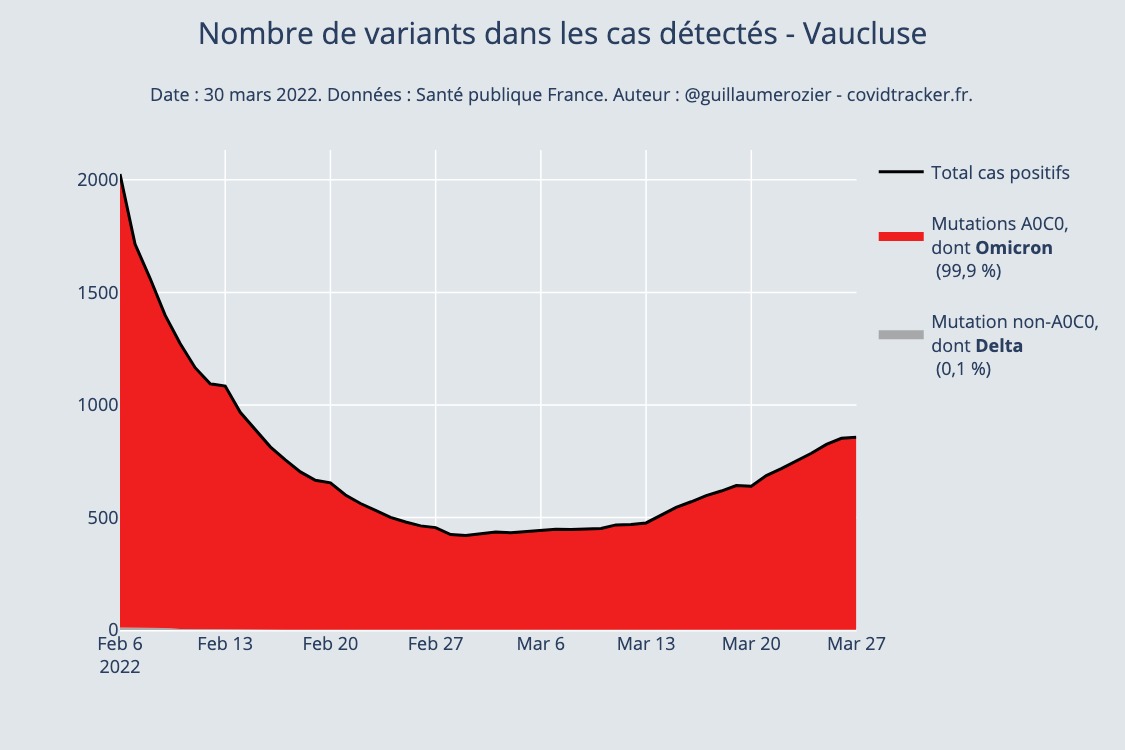 Nombre de variants dans les cas détectés - Vaucluse
Date : 30 mars 2022. Données : Santé publique France. Auteur : @guillaumerozier - covidtracker.fr.
2000
1500
1000
500
0
Feb 6
2022
Feb 13
Feb 20
Feb 27
Mar 6
Mar 13
Mar 20
Mar 27
Total cas positifs
Mutations A0C0,
dont Omicron
(99,9 %)
Mutation non-A0C0,
dont Delta
(0,1 %)